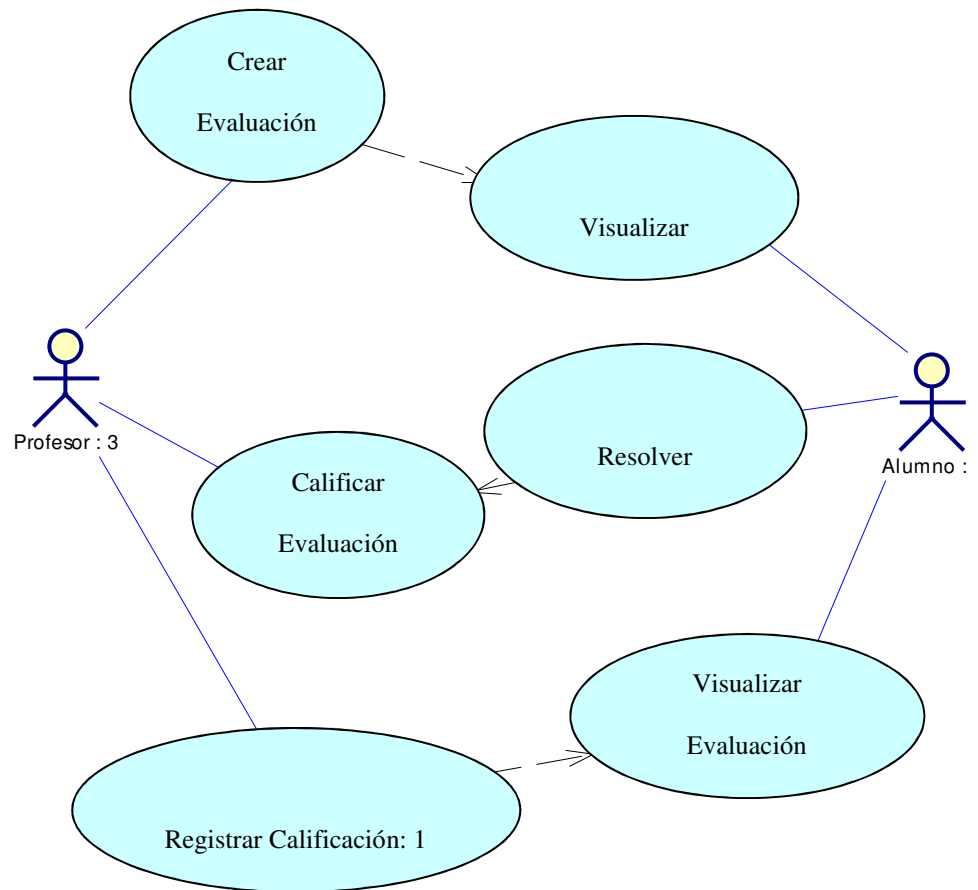 Crear
Evaluación
Visualizar
Profesor : 3
Resolver
Alumno :
Calificar
Evaluación
Visualizar
Evaluación
Registrar Calificación: 1